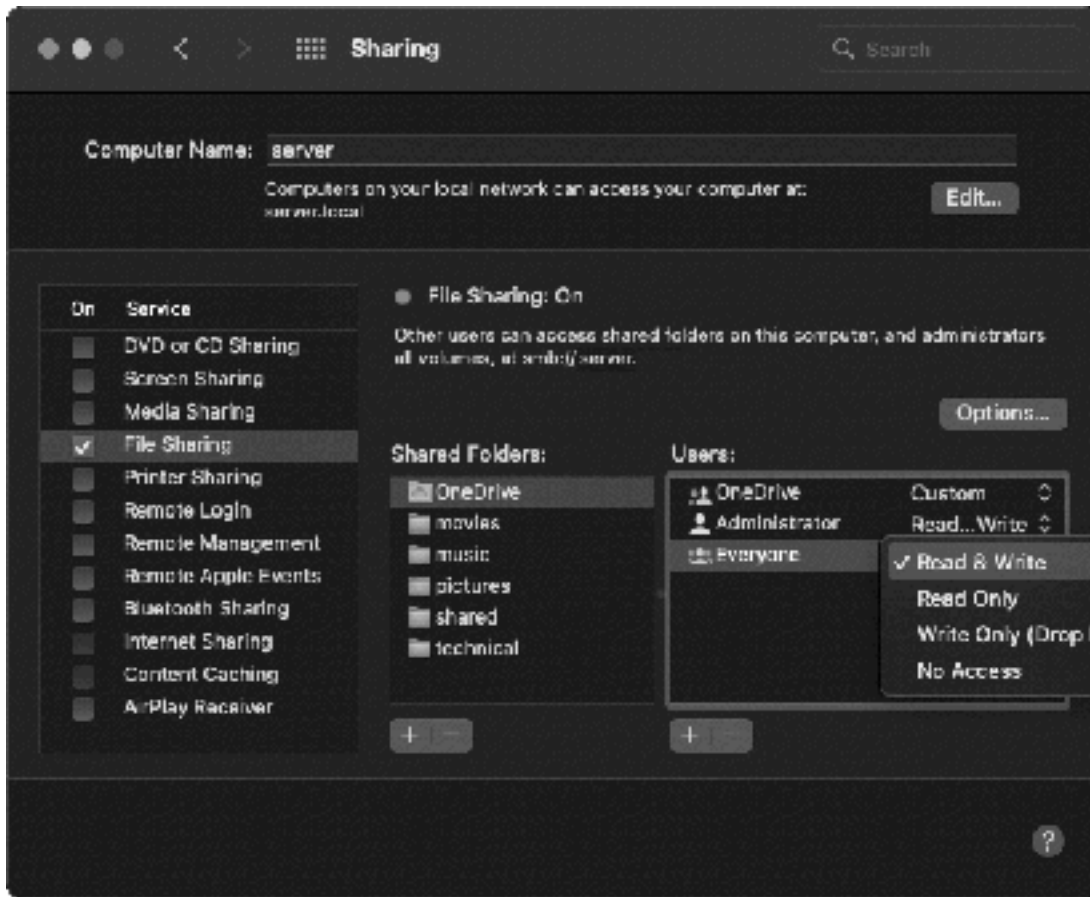 Sharing
Search
Computer Name: server
Computers on your local network can access your computer at:
server.local
Edit...
On Service
DVD or CD Sharing
Screen Sharing
Media Sharing
File Sharing
Printer Sharing
Remote Login
Remote Management
Remote Apple Events
Bluetooth Sharing
Internet Sharing
Content Caching
AirPlay Receiver
File Sharing: On
Other users can access shared folders on this computer, and administrators
all volumes, at smb://server.
Options...
Shared Folders:
OneDrive
movies
music
pictures
shared
technical
+ −
Users:
OneDrive Custom
Administrator Read...Write
Everyone
✓ Read & Write
Read Only
Write Only (Drop
No Access
+ −
?